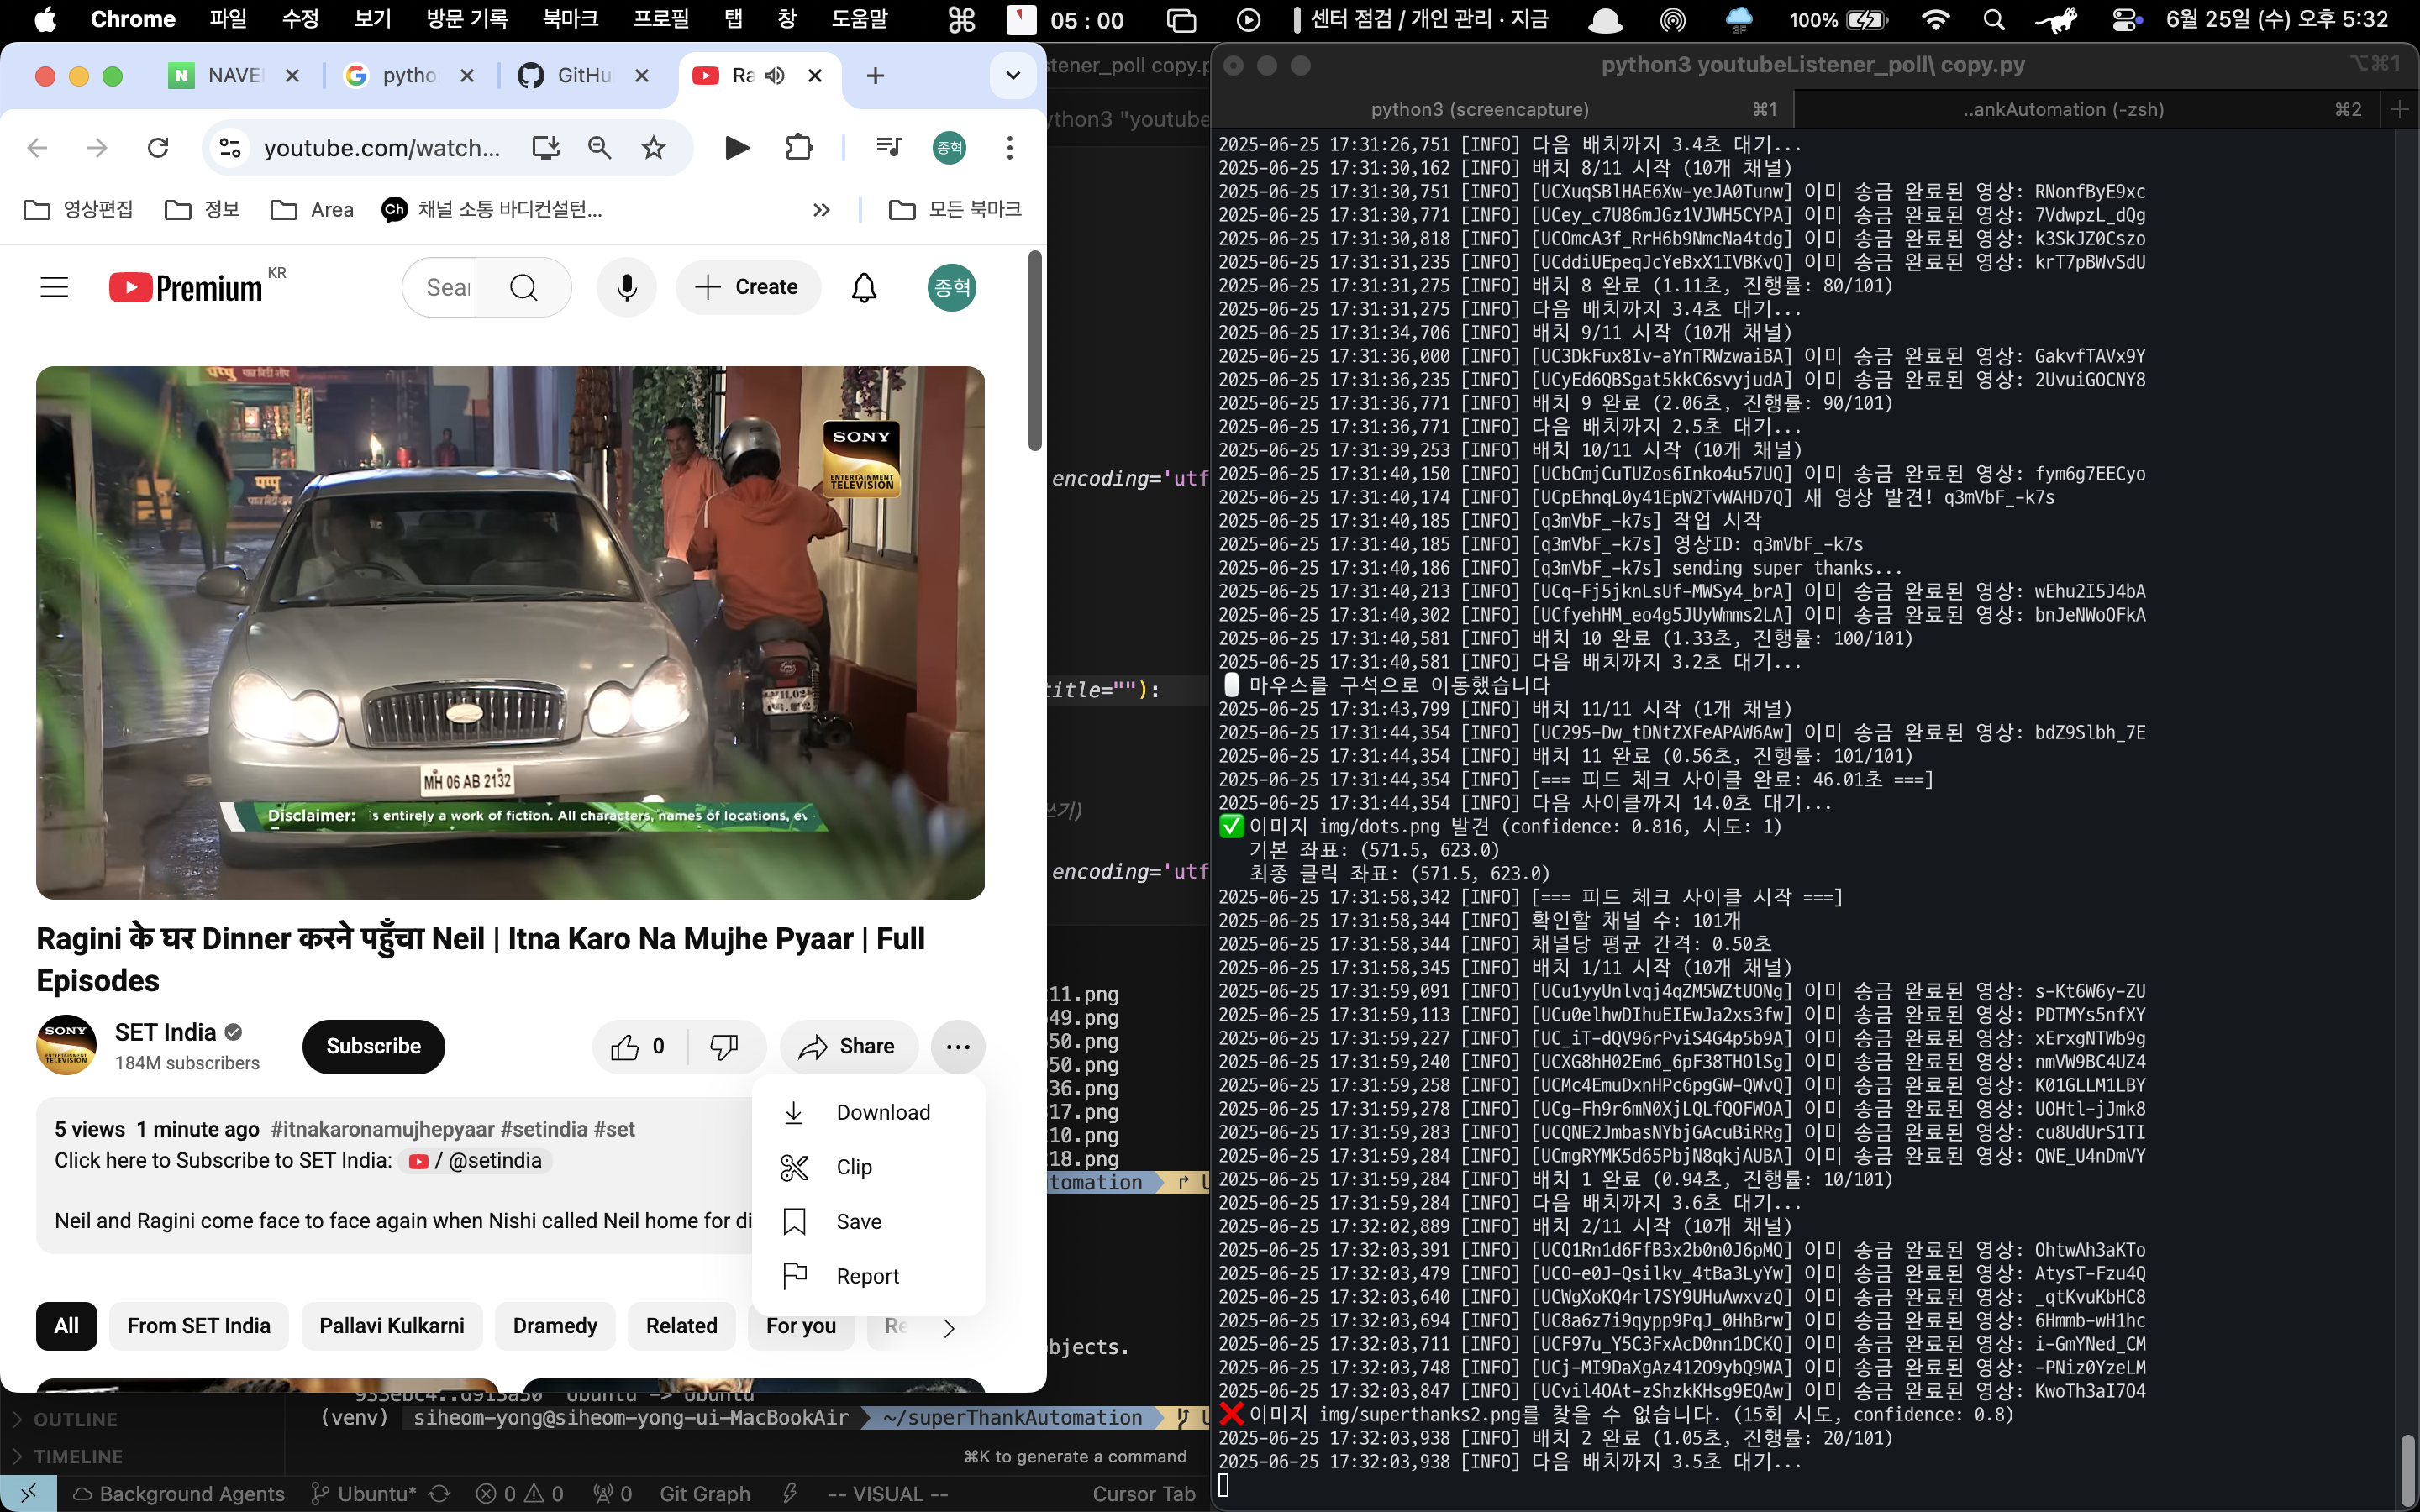 Chrome 파일 수정 보기 방문 기록 북마크 프로필 탭 창 도움말 05 : 00 센터 점검 / 개인 관리 · 지금 100% 6월 25일 (수) 오후 5:32
NAVE pytho GitHu Ra
youtube.com/watch... 종혁
영상편집 정보 Area Ch 채널 소통 바디컨설턴... 모든 북마크
Premium KR Create 종혁
SONY
ENTERTAINMENT
TELEVISION
पप्पू
MH 06 AB 2132
Disclaimer: s entirely a work of fiction. All characters, names of locations, ev
Ragini के घर Dinner करने पहुँचा Neil | Itna Karo Na Mujhe Pyaar | Full
Episodes
SONY
SET India
184M subscribers
Subscribe
0
Share
Download
Clip
Save
Report
5 views 1 minute ago #itnakaronamujhepyaar #setindia #set
Click here to Subscribe to SET India: / @setindia
Neil and Ragini come face to face again when Nishi called Neil home for di
All From SET India Pallavi Kulkarni Dramedy Related For you Re
stener_poll copy.p
ython3 "youtube
encoding='utf
title=""):
쓰기)
encoding='utf
11.png
49.png
50.png
50.png
36.png
17.png
10.png
18.png
tomation
bjects.
OUTLINE
TIMELINE
(venv) siheom-yong@siheom-yong-ui-MacBookAir ~/superThankAutomation
⌘K to generate a command
Background Agents Ubuntu* 0 0 0 Git Graph -- VISUAL -- Cursor Tab
python3 youtubeListener_poll\ copy.py ⌥⌘1
python3 (screencapture) ⌘1 ..ankAutomation (-zsh) ⌘2
2025-06-25 17:31:26,751 [INFO] 다음 배치까지 3.4초 대기...
2025-06-25 17:31:30,162 [INFO] 배치 8/11 시작 (10개 채널)
2025-06-25 17:31:30,751 [INFO] [UCXuqSBlHAE6Xw-yeJA0Tunw] 이미 송금 완료된 영상: RNonfByE9xc
2025-06-25 17:31:30,771 [INFO] [UCey_c7U86mJGz1VJWH5CYPA] 이미 송금 완료된 영상: 7VdwpzL_dQg
2025-06-25 17:31:30,818 [INFO] [UCOmcA3f_RrH6b9NmcNa4tdg] 이미 송금 완료된 영상: k3SkJZ0Cszo
2025-06-25 17:31:31,235 [INFO] [UCddiUEpeqJcYeBxX1IVBKvQ] 이미 송금 완료된 영상: krT7pBWvSdU
2025-06-25 17:31:31,275 [INFO] 배치 8 완료 (1.11초, 진행률: 80/101)
2025-06-25 17:31:31,275 [INFO] 다음 배치까지 3.4초 대기...
2025-06-25 17:31:34,706 [INFO] 배치 9/11 시작 (10개 채널)
2025-06-25 17:31:36,000 [INFO] [UC3DkFux8Iv-aYnTRWzwaiBA] 이미 송금 완료된 영상: GakvfTAVx9Y
2025-06-25 17:31:36,235 [INFO] [UCyEd6QBSgat5kkC6svyjudA] 이미 송금 완료된 영상: 2UvuiGOCNY8
2025-06-25 17:31:36,771 [INFO] 배치 9 완료 (2.06초, 진행률: 90/101)
2025-06-25 17:31:36,771 [INFO] 다음 배치까지 2.5초 대기...
2025-06-25 17:31:39,253 [INFO] 배치 10/11 시작 (10개 채널)
2025-06-25 17:31:40,150 [INFO] [UCbCmjCuTUZos6Inko4u57UQ] 이미 송금 완료된 영상: fym6g7EECyo
2025-06-25 17:31:40,174 [INFO] [UCpEhnqL0y41EpW2TvWAHD7Q] 새 영상 발견! q3mVbF_-k7s
2025-06-25 17:31:40,185 [INFO] [q3mVbF_-k7s] 작업 시작
2025-06-25 17:31:40,185 [INFO] [q3mVbF_-k7s] 영상ID: q3mVbF_-k7s
2025-06-25 17:31:40,186 [INFO] [q3mVbF_-k7s] sending super thanks...
2025-06-25 17:31:40,213 [INFO] [UCq-Fj5jknLsUf-MWSy4_brA] 이미 송금 완료된 영상: wEhu2I5J4bA
2025-06-25 17:31:40,302 [INFO] [UCfyehHM_eo4g5JUyWmms2LA] 이미 송금 완료된 영상: bnJeNWoOFkA
2025-06-25 17:31:40,581 [INFO] 배치 10 완료 (1.33초, 진행률: 100/101)
2025-06-25 17:31:40,581 [INFO] 다음 배치까지 3.2초 대기...
마우스를 구석으로 이동했습니다
2025-06-25 17:31:43,799 [INFO] 배치 11/11 시작 (1개 채널)
2025-06-25 17:31:44,354 [INFO] [UC295-Dw_tDNtZXFeAPAW6Aw] 이미 송금 완료된 영상: bdZ9Slbh_7E
2025-06-25 17:31:44,354 [INFO] 배치 11 완료 (0.56초, 진행률: 101/101)
2025-06-25 17:31:44,354 [INFO] [=== 피드 체크 사이클 완료: 46.01초 ===]
2025-06-25 17:31:44,354 [INFO] 다음 사이클까지 14.0초 대기...
✅ 이미지 img/dots.png 발견 (confidence: 0.816, 시도: 1)
기본 좌표: (571.5, 623.0)
최종 클릭 좌표: (571.5, 623.0)
2025-06-25 17:31:58,342 [INFO] [=== 피드 체크 사이클 시작 ===]
2025-06-25 17:31:58,344 [INFO] 확인할 채널 수: 101개
2025-06-25 17:31:58,344 [INFO] 채널당 평균 간격: 0.50초
2025-06-25 17:31:58,345 [INFO] 배치 1/11 시작 (10개 채널)
2025-06-25 17:31:59,091 [INFO] [UCu1yyUnlvqj4qZM5WZtUONg] 이미 송금 완료된 영상: s-Kt6W6y-ZU
2025-06-25 17:31:59,113 [INFO] [UCu0elhwDIhuEIEwJa2xs3fw] 이미 송금 완료된 영상: PDTMYs5nfXY
2025-06-25 17:31:59,227 [INFO] [UC_iT-dQV96rPviS4G4p5b9A] 이미 송금 완료된 영상: xErxgNTWb9g
2025-06-25 17:31:59,240 [INFO] [UCXG8hH02Em6_6pF38THOlSg] 이미 송금 완료된 영상: nmVW9BC4UZ4
2025-06-25 17:31:59,258 [INFO] [UCMc4EmuDxnHPc6pgGW-QWvQ] 이미 송금 완료된 영상: K01GLLM1LBY
2025-06-25 17:31:59,278 [INFO] [UCg-Fh9r6mN0XjLQLfQOFWOA] 이미 송금 완료된 영상: UOHtl-jJmk8
2025-06-25 17:31:59,283 [INFO] [UCQNE2JmbasNYbjGAcuBiRRg] 이미 송금 완료된 영상: cu8UdUrS1TI
2025-06-25 17:31:59,284 [INFO] [UCmgRYMK5d65PbjN8qkjAUBA] 이미 송금 완료된 영상: QWE_U4nDmVY
2025-06-25 17:31:59,284 [INFO] 배치 1 완료 (0.94초, 진행률: 10/101)
2025-06-25 17:31:59,284 [INFO] 다음 배치까지 3.6초 대기...
2025-06-25 17:32:02,889 [INFO] 배치 2/11 시작 (10개 채널)
2025-06-25 17:32:03,391 [INFO] [UCQ1Rn1d6FfB3x2b0n0J6pMQ] 이미 송금 완료된 영상: OhtwAh3aKTo
2025-06-25 17:32:03,479 [INFO] [UCO-e0J-Qsilkv_4tBa3LyYw] 이미 송금 완료된 영상: AtysT-Fzu4Q
2025-06-25 17:32:03,640 [INFO] [UCWgXoKQ4rl7SY9UHuAwxvzQ] 이미 송금 완료된 영상: _qtKvuKbHC8
2025-06-25 17:32:03,694 [INFO] [UC8a6z7i9qypp9PqJ_0HhBrw] 이미 송금 완료된 영상: 6Hmmb-wH1hc
2025-06-25 17:32:03,711 [INFO] [UCF97u_Y5C3FxAcD0nn1DCKQ] 이미 송금 완료된 영상: i-GmYNed_CM
2025-06-25 17:32:03,748 [INFO] [UCj-MI9DaXgAz412O9ybQ9WA] 이미 송금 완료된 영상: -PNiz0YzeLM
2025-06-25 17:32:03,847 [INFO] [UCvil4OAt-zShzkKHsg9EQAw] 이미 송금 완료된 영상: KwoTh3aI7O4
❌ 이미지 img/superthanks2.png를 찾을 수 없습니다. (15회 시도, confidence: 0.8)
2025-06-25 17:32:03,938 [INFO] 배치 2 완료 (1.05초, 진행률: 20/101)
2025-06-25 17:32:03,938 [INFO] 다음 배치까지 3.5초 대기...